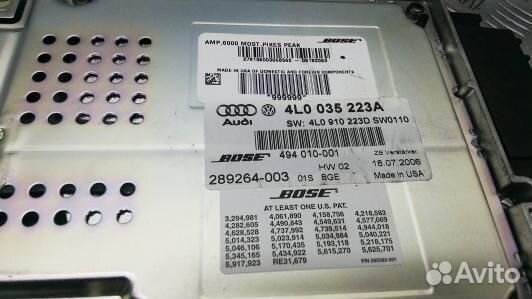 AMP,6000 MOST,PIKES PEAK
BOSE
MADE IN USA OF DOMESTIC AND FOREIGN COMPONENTS
*999999*
Audi
4L0 035 223A
SW: 4L0 910 223D SW0110
BOSE
494 010-001
ZB Verstärker
HW 02
18.07.2006
289264-003
01S
BGE
Made in USA
BOSE
AT LEAST ONE U.S. PAT.
3,294,981 4,061,890 4,158,756 4,218,583
4,282,605 4,490,843 4,549,631 4,577,069
4,628,528 4,737,992 4,739,514 4,944,018
5,014,323 5,023,914 5,034,984 5,040,221
5,046,106 5,170,435 5,193,118 5,218,175
5,345,165 5,434,922 5,615,270 5,625,701
5,917,923 RE31,679
Avito